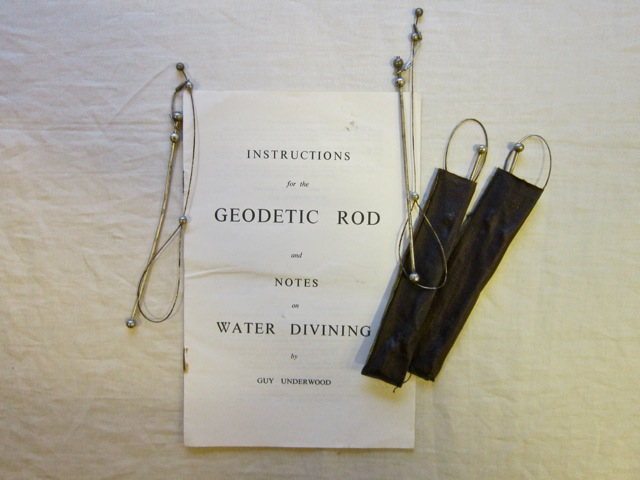 INSTRUCTIONS
for the
GEODETIC ROD
and
NOTES
on
WATER DIVINING
by
GUY UNDERWOOD